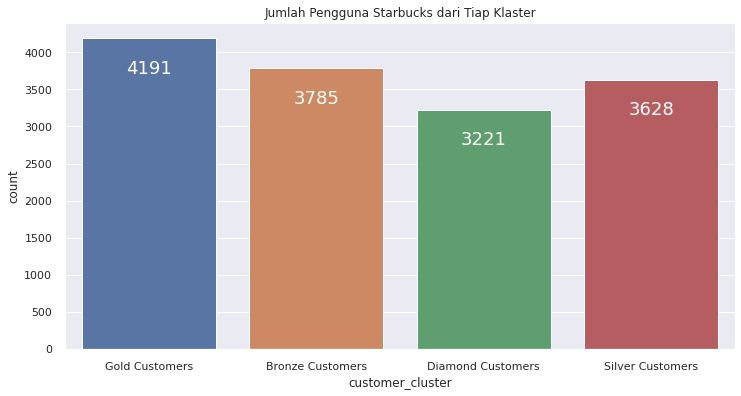 Jumlah Pengguna Starbucks dari Tiap Klaster
4000
3500
3000
2500
2000
1500
1000
500
0
count
4191
3785
3221
3628
Gold Customers
Bronze Customers
Diamond Customers
Silver Customers
customer_cluster